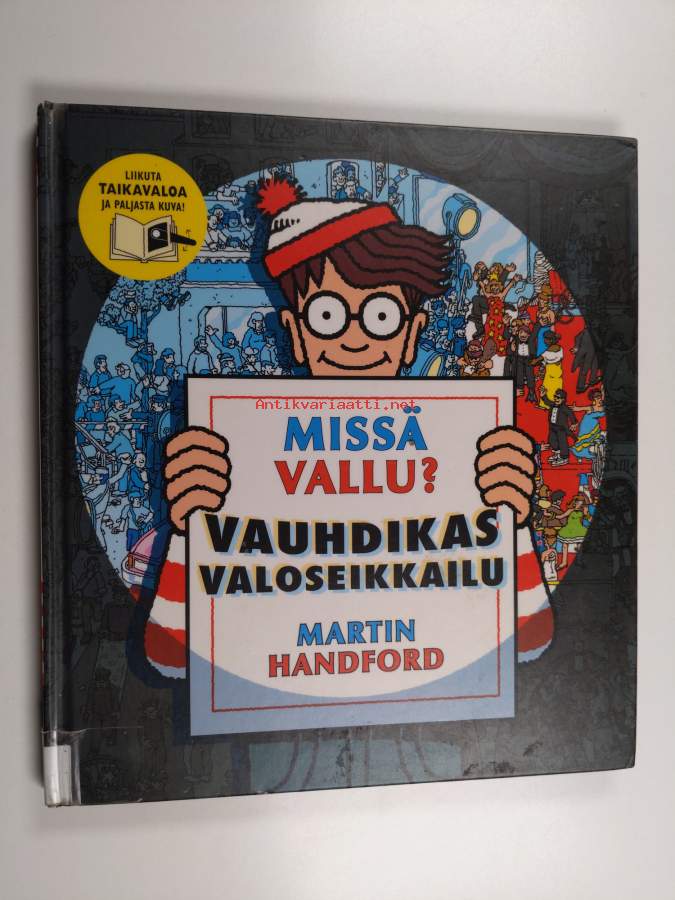 LIIKUTA
TAIKAVALOA
JA PALJASTA KUVA!
Antikvariaatti.net
MISSÄ
VALLU?
VAUHDIKAS
VALOSEIKKAILU
MARTIN
HANDFORD